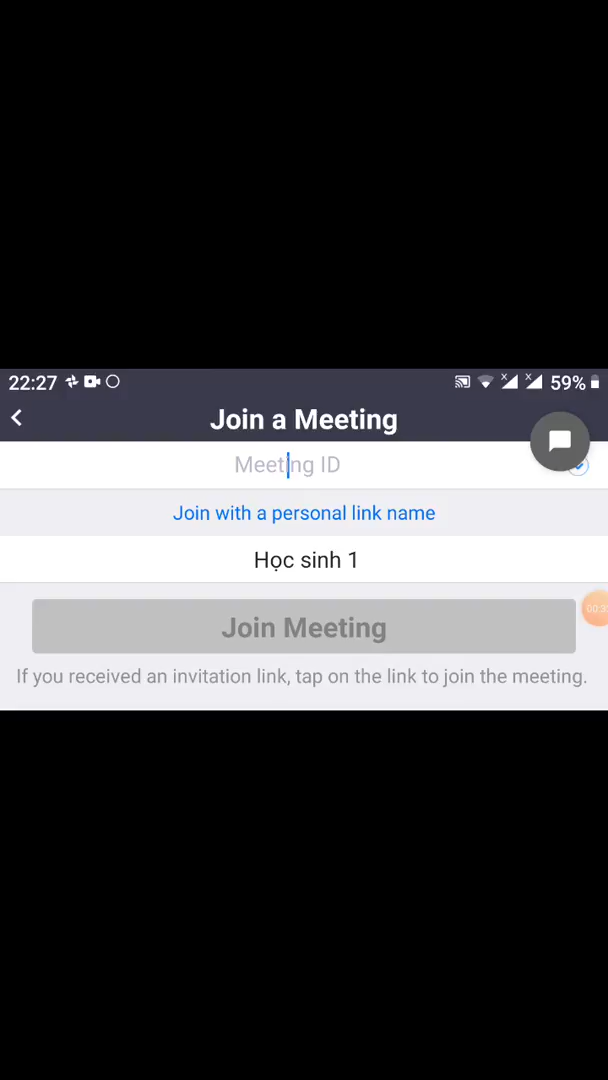 22:27 59%
Join a Meeting
Meeting ID
Join with a personal link name
Học sinh 1
Join Meeting
If you received an invitation link, tap on the link to join the meeting.